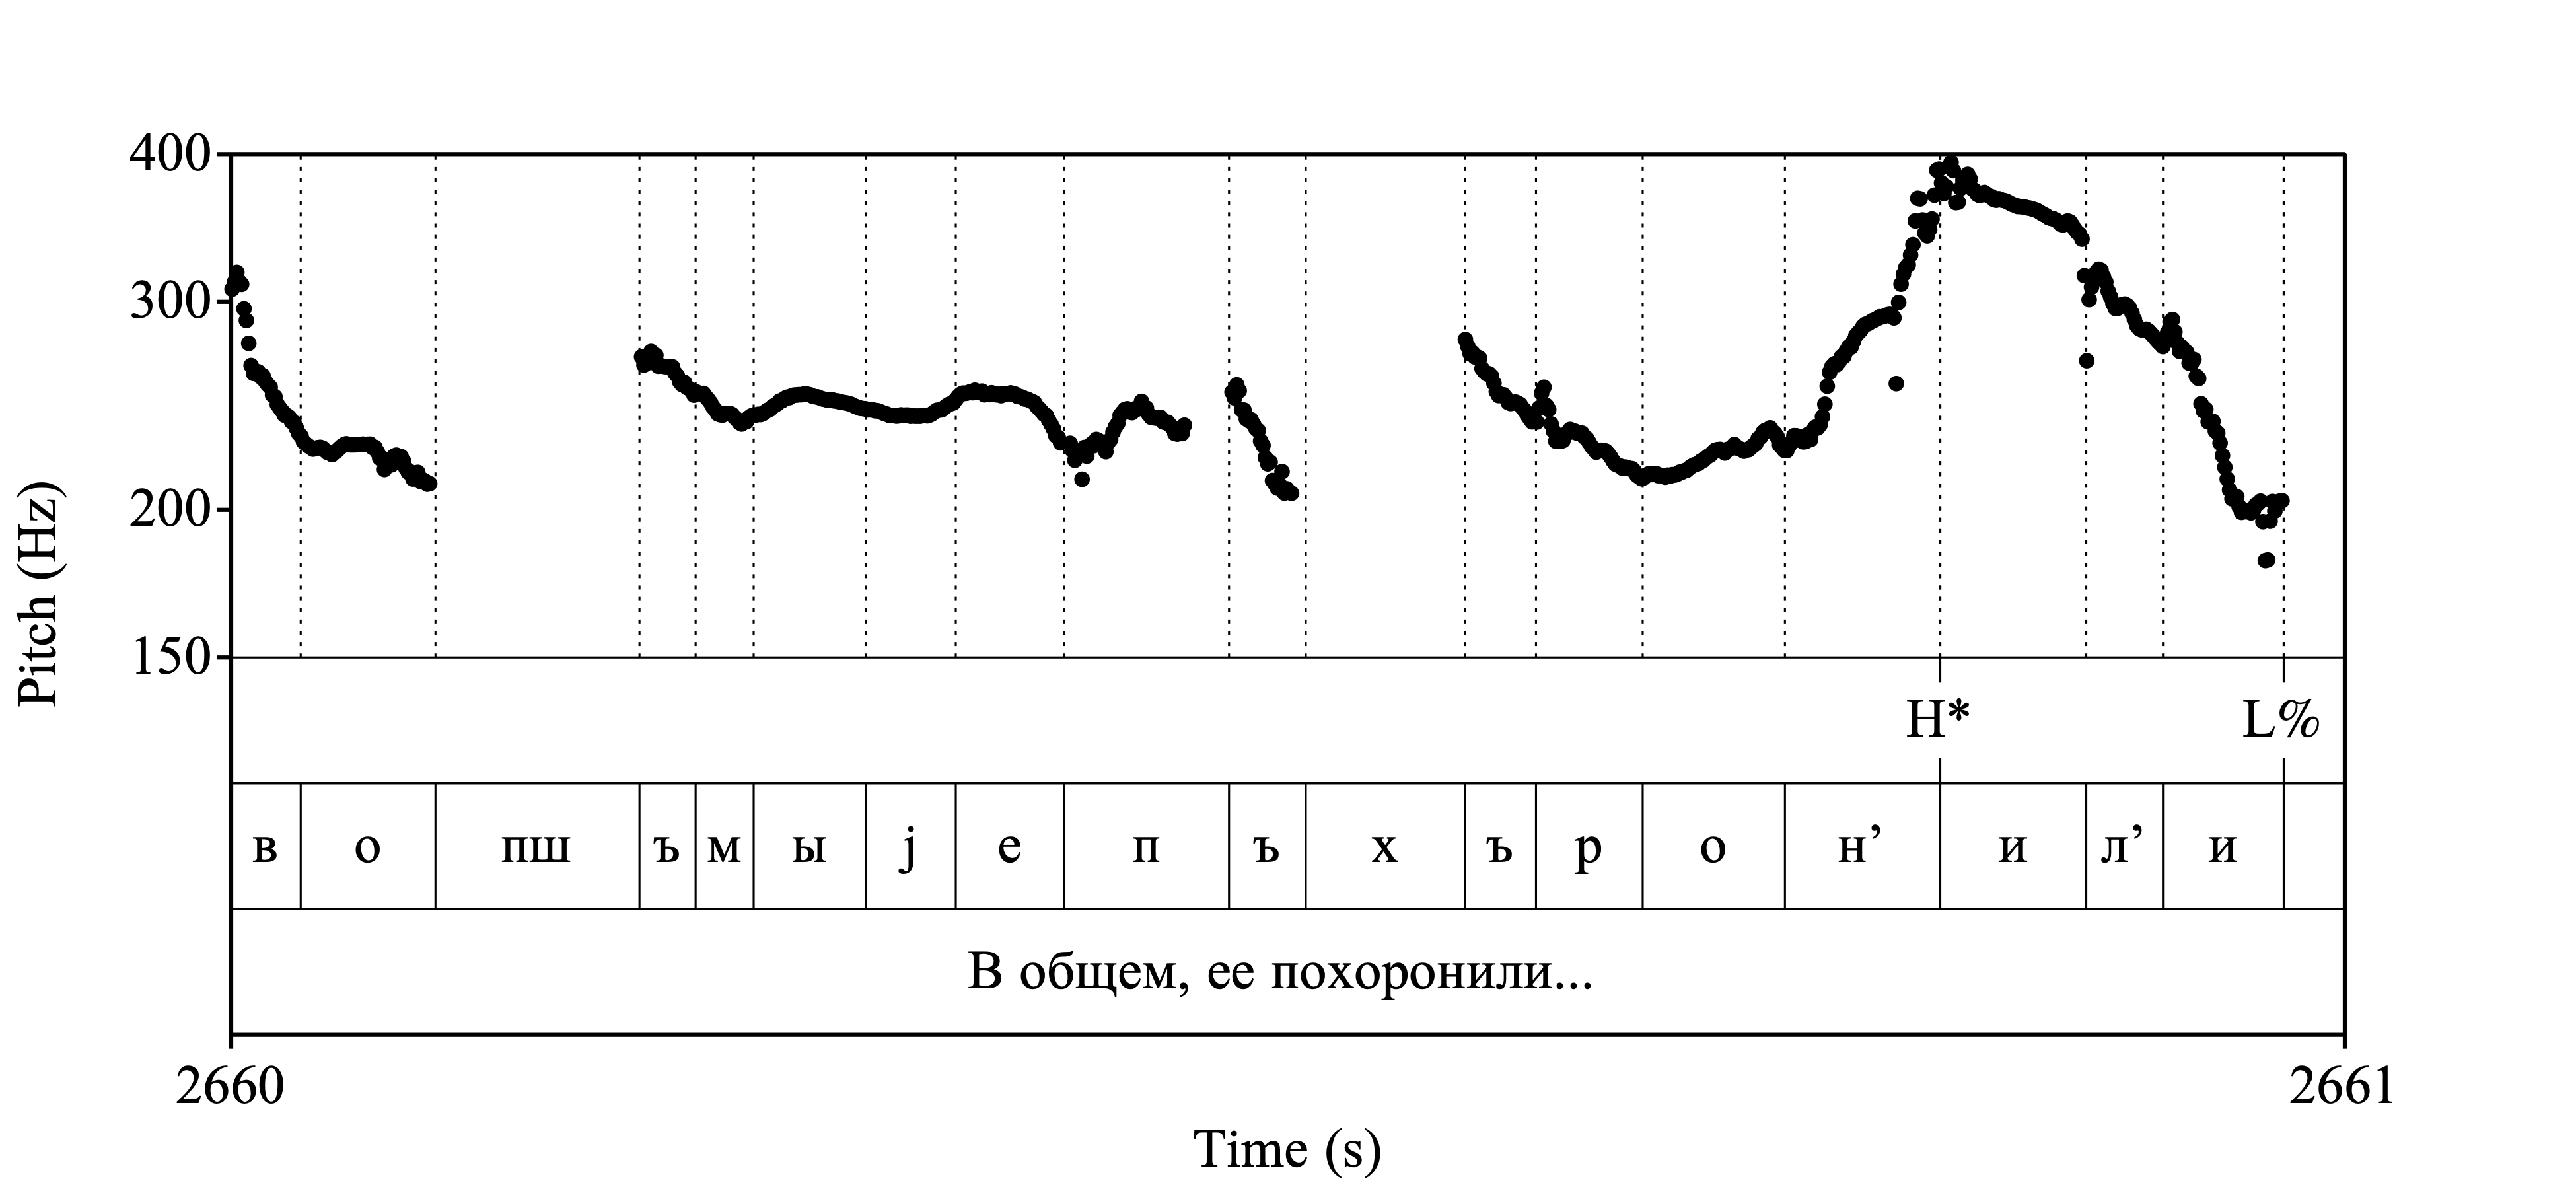 400
300
200
150
Pitch (Hz)
H* L%
в о пш ъ м ы j е п ъ х ъ р о н’ и л’ и
В общем, ее похоронили...
2660 2661
Time (s)